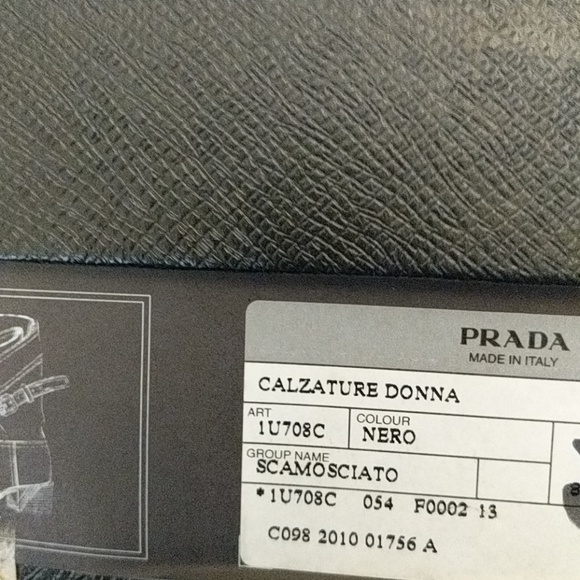 PRADA
MADE IN ITALY
CALZATURE DONNA
ART
1U708C
COLOUR
NERO
GROUP NAME
SCAMOSCIATO
*1U708C 054 F0002 13
C098 2010 01756 A